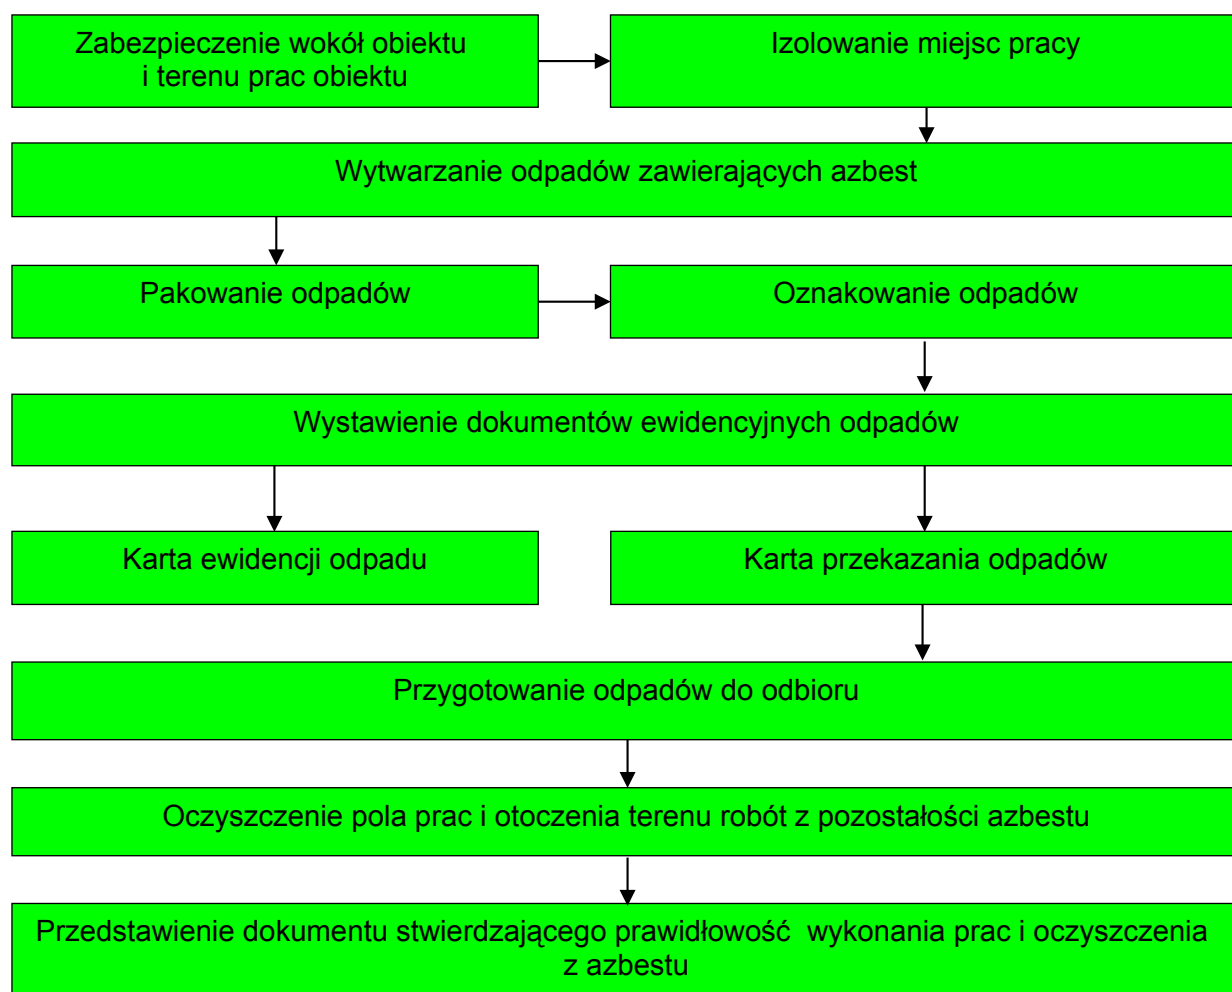 Zabezpieczenie wokół obiektu
i terenu prac obiektu
Izolowanie miejsc pracy
Wytwarzanie odpadów zawierających azbest
Pakowanie odpadów
Oznakowanie odpadów
Wystawienie dokumentów ewidencyjnych odpadów
Karta ewidencji odpadu
Karta przekazania odpadów
Przygotowanie odpadów do odbioru
Oczyszczenie pola prac i otoczenia terenu robót z pozostałości azbestu
Przedstawienie dokumentu stwierdzającego prawidłowość wykonania prac i oczyszczenia
z azbestu